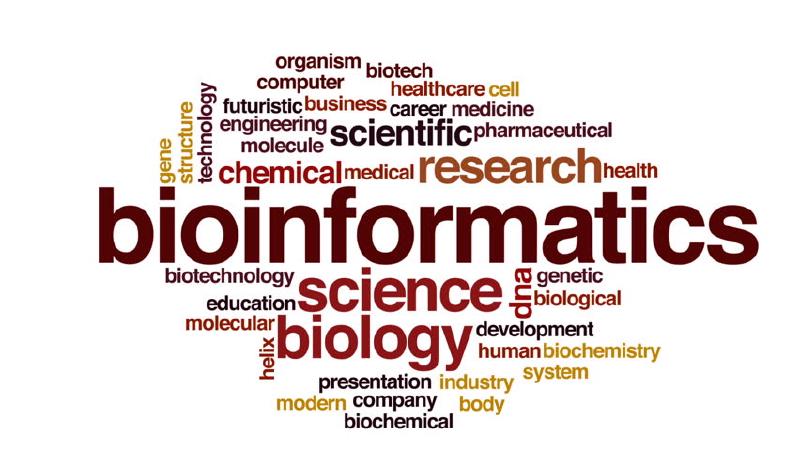 organism
biotech
computer
healthcare cell
futuristic business career medicine
gene
structure
technology
engineering scientific pharmaceutical
molecule
chemical medical research health
bioinformatics
biotechnology science dna genetic
education biological
molecular biology development
helix
human biochemistry
system
presentation industry
modern company body
biochemical